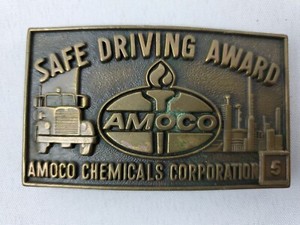 SAFE DRIVING AWARD
AMOCO
AMOCO CHEMICALS CORPORATION 5